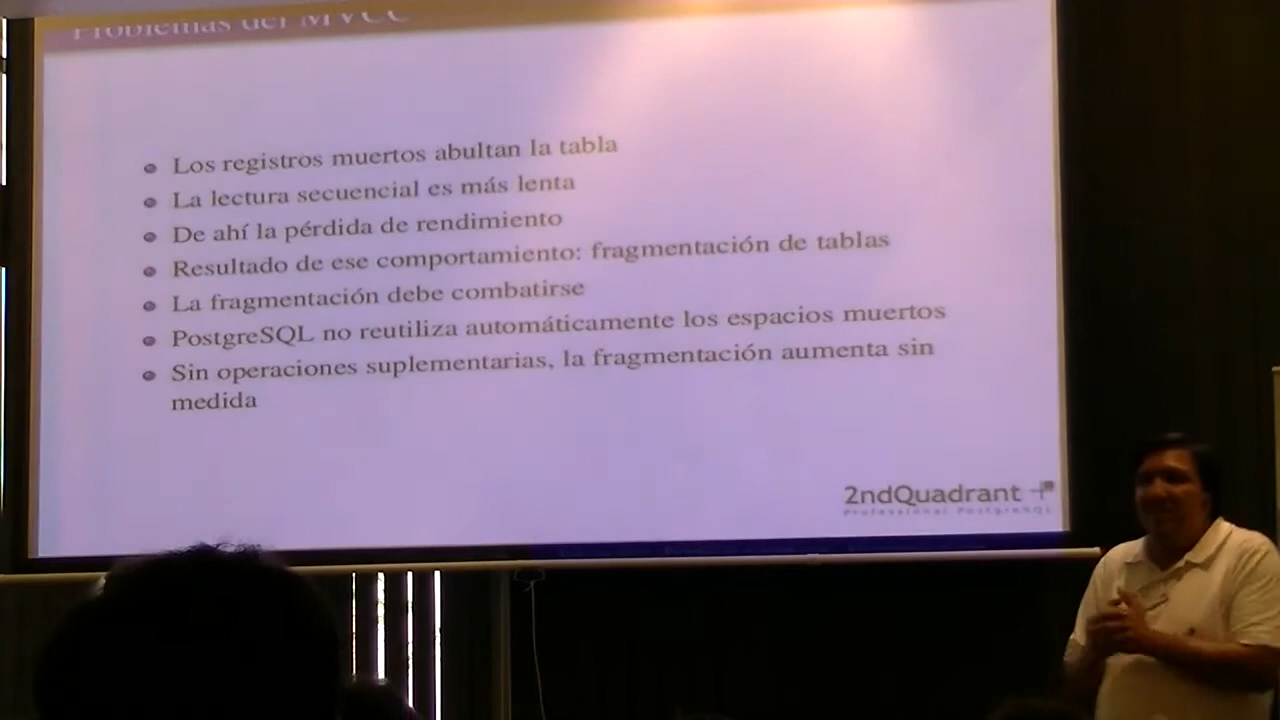 Problemas del MVCC
Los registros muertos abultan la tabla
La lectura secuencial es más lenta
De ahí la pérdida de rendimiento
Resultado de ese comportamiento: fragmentación de tablas
La fragmentación debe combatirse
PostgreSQL no reutiliza automáticamente los espacios muertos
Sin operaciones suplementarias, la fragmentación aumenta sin
medida
2ndQuadrant
Professional PostgreSQL